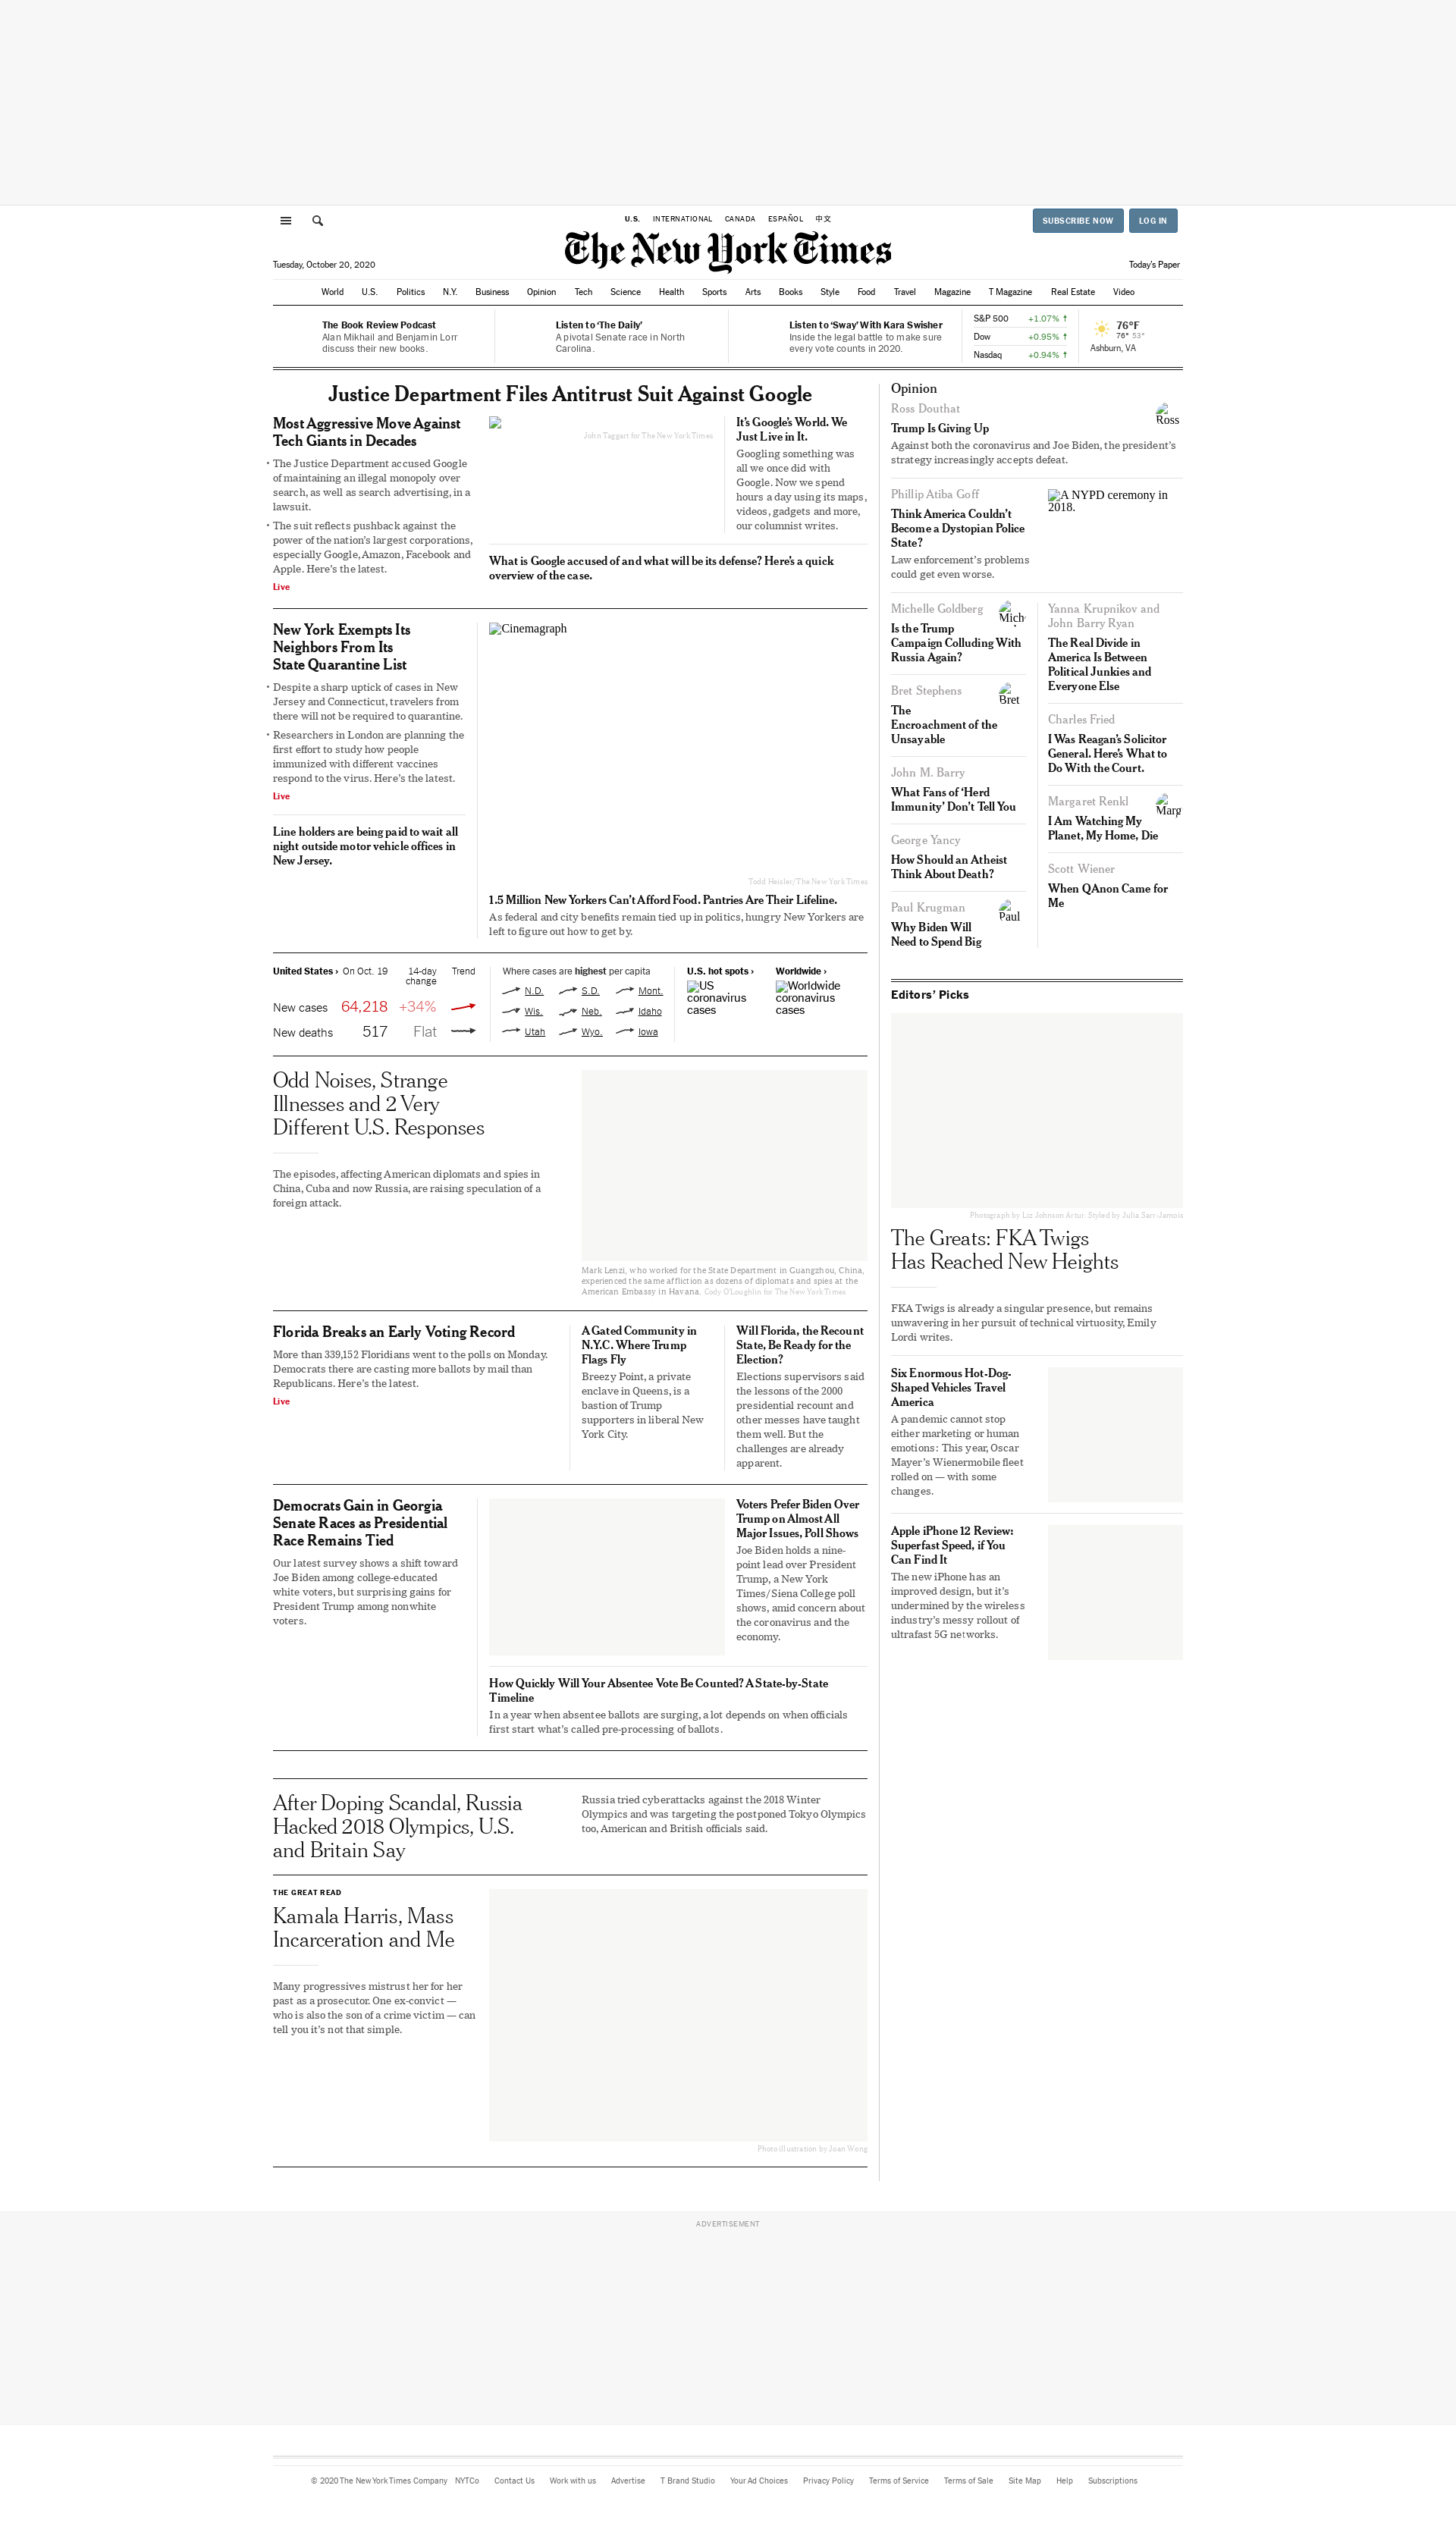 U.S. INTERNATIONAL CANADA ESPAÑOL 中文
SUBSCRIBE NOW LOG IN
The New York Times
Tuesday, October 20, 2020
Today's Paper
World U.S. Politics N.Y. Business Opinion Tech Science Health Sports Arts Books Style Food Travel Magazine T Magazine Real Estate Video
The Book Review Podcast
Alan Mikhail and Benjamin Lorr
discuss their new books.
Listen to ‘The Daily’
A pivotal Senate race in North
Carolina.
Listen to ‘Sway’ With Kara Swisher
Inside the legal battle to make sure
every vote counts in 2020.
S&P 500 +1.07% ↑
Dow +0.95% ↑
Nasdaq +0.94% ↑
76°F
76° 53°
Ashburn, VA
Justice Department Files Antitrust Suit Against Google
Most Aggressive Move Against
Tech Giants in Decades
• The Justice Department accused Google
of maintaining an illegal monopoly over
search, as well as search advertising, in a
lawsuit.
• The suit reflects pushback against the
power of the nation’s largest corporations,
especially Google, Amazon, Facebook and
Apple. Here’s the latest.
Live
John Taggart for The New York Times
It’s Google’s World. We
Just Live in It.
Googling something was
all we once did with
Google. Now we spend
hours a day using its maps,
videos, gadgets and more,
our columnist writes.
What is Google accused of and what will be its defense? Here’s a quick
overview of the case.
New York Exempts Its
Neighbors From Its
State Quarantine List
• Despite a sharp uptick of cases in New
Jersey and Connecticut, travelers from
there will not be required to quarantine.
• Researchers in London are planning the
first effort to study how people
immunized with different vaccines
respond to the virus. Here’s the latest.
Live
Line holders are being paid to wait all
night outside motor vehicle offices in
New Jersey.
Cinemagraph
Todd Heisler/The New York Times
1.5 Million New Yorkers Can’t Afford Food. Pantries Are Their Lifeline.
As federal and city benefits remain tied up in politics, hungry New Yorkers are
left to figure out how to get by.
United States › On Oct. 19 14-day
change Trend
New cases 64,218 +34%
New deaths 517 Flat
Where cases are highest per capita
N.D. S.D. Mont.
Wis. Neb. Idaho
Utah Wyo. Iowa
U.S. hot spots ›
US
coronavirus
cases
Worldwide ›
Worldwide
coronavirus
cases
Odd Noises, Strange
Illnesses and 2 Very
Different U.S. Responses
The episodes, affecting American diplomats and spies in
China, Cuba and now Russia, are raising speculation of a
foreign attack.
Mark Lenzi, who worked for the State Department in Guangzhou, China,
experienced the same affliction as dozens of diplomats and spies at the
American Embassy in Havana. Cody O'Loughlin for The New York Times
Florida Breaks an Early Voting Record
More than 339,152 Floridians went to the polls on Monday.
Democrats there are casting more ballots by mail than
Republicans. Here’s the latest.
Live
A Gated Community in
N.Y.C. Where Trump
Flags Fly
Breezy Point, a private
enclave in Queens, is a
bastion of Trump
supporters in liberal New
York City.
Will Florida, the Recount
State, Be Ready for the
Election?
Elections supervisors said
the lessons of the 2000
presidential recount and
other messes have taught
them well. But the
challenges are already
apparent.
Democrats Gain in Georgia
Senate Races as Presidential
Race Remains Tied
Our latest survey shows a shift toward
Joe Biden among college-educated
white voters, but surprising gains for
President Trump among nonwhite
voters.
Voters Prefer Biden Over
Trump on Almost All
Major Issues, Poll Shows
Joe Biden holds a nine-
point lead over President
Trump, a New York
Times/Siena College poll
shows, amid concern about
the coronavirus and the
economy.
How Quickly Will Your Absentee Vote Be Counted? A State-by-State
Timeline
In a year when absentee ballots are surging, a lot depends on when officials
first start what’s called pre-processing of ballots.
After Doping Scandal, Russia
Hacked 2018 Olympics, U.S.
and Britain Say
Russia tried cyberattacks against the 2018 Winter
Olympics and was targeting the postponed Tokyo Olympics
too, American and British officials said.
THE GREAT READ
Kamala Harris, Mass
Incarceration and Me
Many progressives mistrust her for her
past as a prosecutor. One ex-convict —
who is also the son of a crime victim — can
tell you it’s not that simple.
Photo illustration by Joan Wong
Opinion
Ross Douthat
Ross
Trump Is Giving Up
Against both the coronavirus and Joe Biden, the president’s
strategy increasingly accepts defeat.
Phillip Atiba Goff
Think America Couldn’t
Become a Dystopian Police
State?
Law enforcement’s problems
could get even worse.
A NYPD ceremony in
2018.
Michelle Goldberg
Is the Trump
Campaign Colluding With
Russia Again?
Bret Stephens
Bret
The
Encroachment of the
Unsayable
John M. Barry
What Fans of ‘Herd
Immunity’ Don’t Tell You
George Yancy
How Should an Atheist
Think About Death?
Paul Krugman
Paul
Why Biden Will
Need to Spend Big
Yanna Krupnikov and
John Barry Ryan
The Real Divide in
America Is Between
Political Junkies and
Everyone Else
Charles Fried
I Was Reagan’s Solicitor
General. Here’s What to
Do With the Court.
Margaret Renkl
I Am Watching My
Planet, My Home, Die
Scott Wiener
When QAnon Came for
Me
Editors’ Picks
Photograph by Liz Johnson Artur. Styled by Julia Sarr-Jamois
The Greats: FKA Twigs
Has Reached New Heights
FKA Twigs is already a singular presence, but remains
unwavering in her pursuit of technical virtuosity, Emily
Lordi writes.
Six Enormous Hot-Dog-
Shaped Vehicles Travel
America
A pandemic cannot stop
either marketing or human
emotions: This year, Oscar
Mayer’s Wienermobile fleet
rolled on — with some
changes.
Apple iPhone 12 Review:
Superfast Speed, if You
Can Find It
The new iPhone has an
improved design, but it’s
undermined by the wireless
industry’s messy rollout of
ultrafast 5G networks.
ADVERTISEMENT
© 2020 The New York Times Company NYTCo Contact Us Work with us Advertise T Brand Studio Your Ad Choices Privacy Policy Terms of Service Terms of Sale Site Map Help Subscriptions